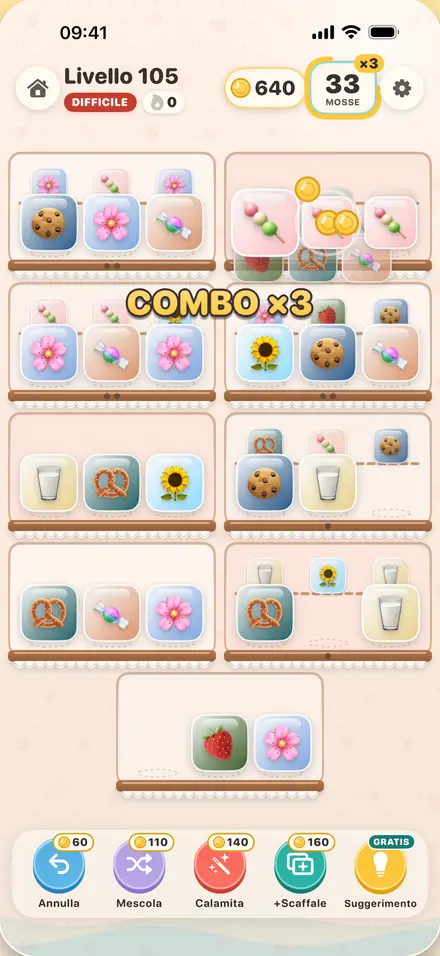 09:41
Livello 105
DIFFICILE
0
640
33
MOSSE
×3
COMBO ×3
60
110
140
160
GRATIS
Annulla
Mescola
Calamita
+Scaffale
Suggerimento